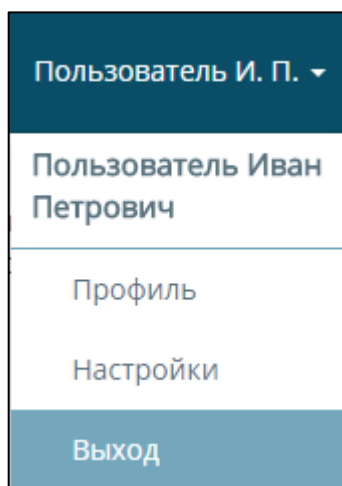 Пользователь И. П.
Пользователь Иван
Петрович
Профиль
Настройки
Выход